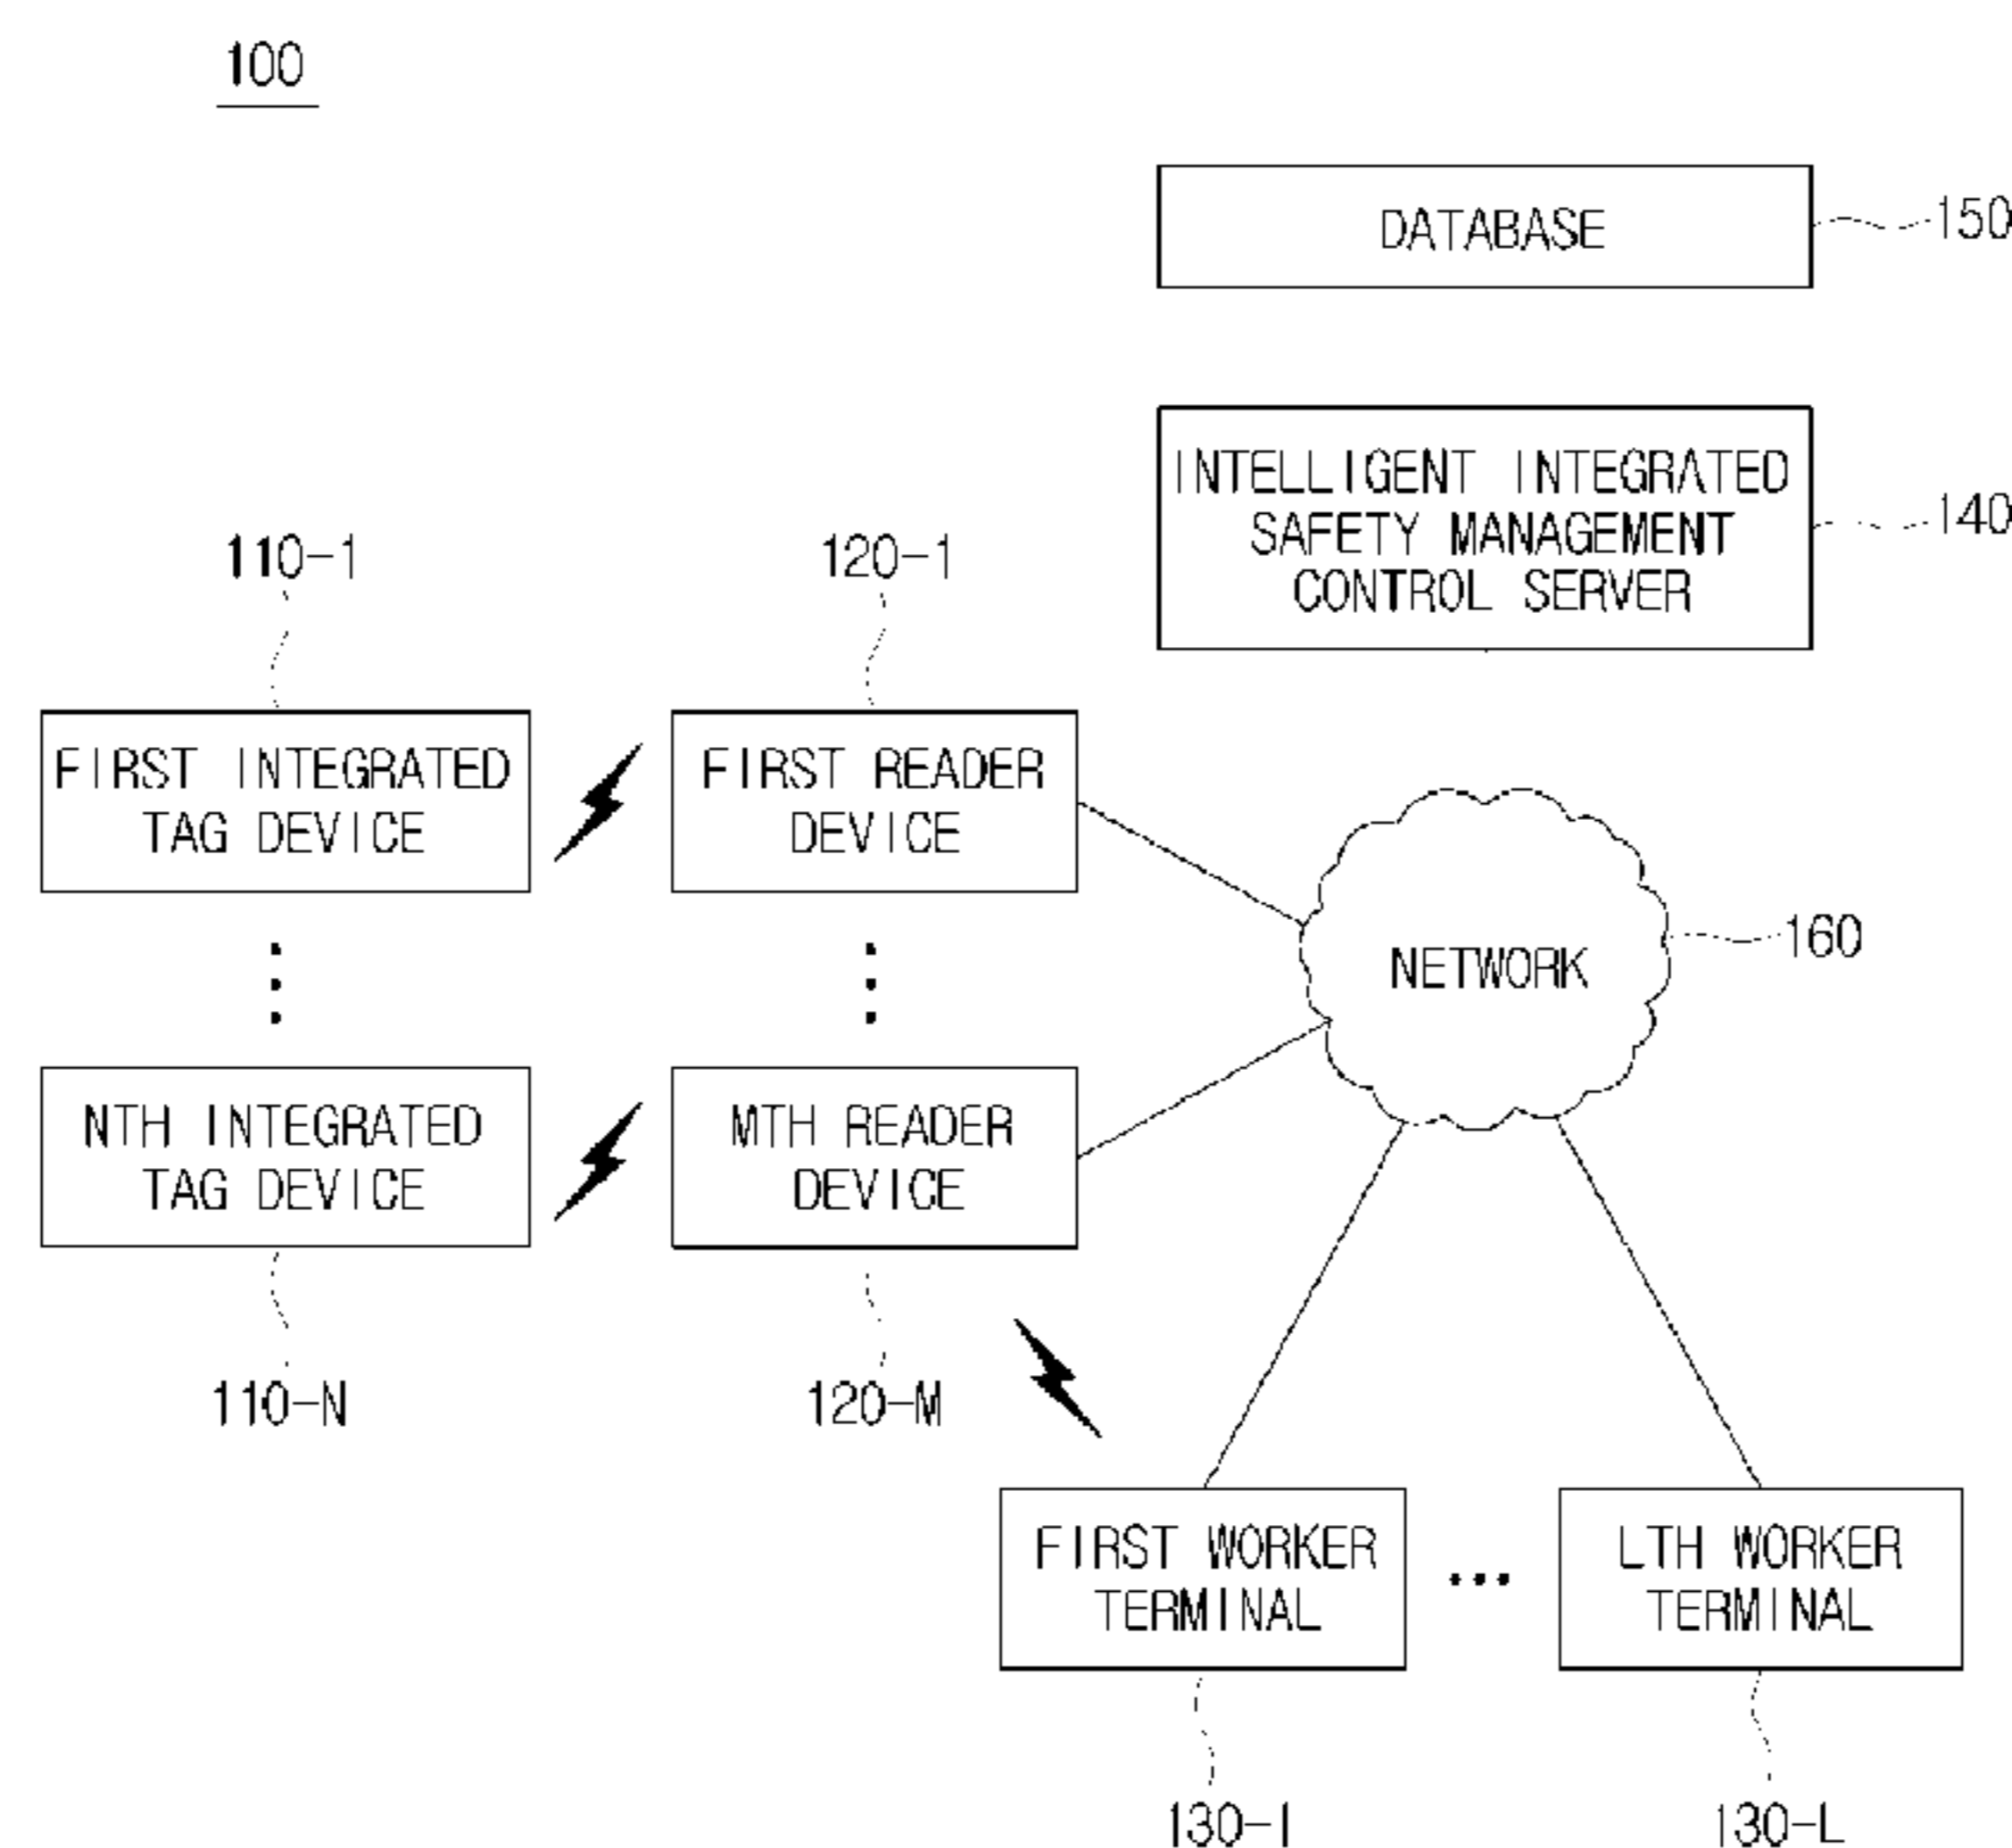 100
DATABASE
150
INTELLIGENT INTEGRATED
SAFETY MANAGEMENT
CONTROL SERVER
140
110-1
120-1
FIRST INTEGRATED
TAG DEVICE
FIRST READER
DEVICE
NETWORK
160
NTH INTEGRATED
TAG DEVICE
MTH READER
DEVICE
110-N
120-M
FIRST WORKER
TERMINAL
LTH WORKER
TERMINAL
130-1
130-L